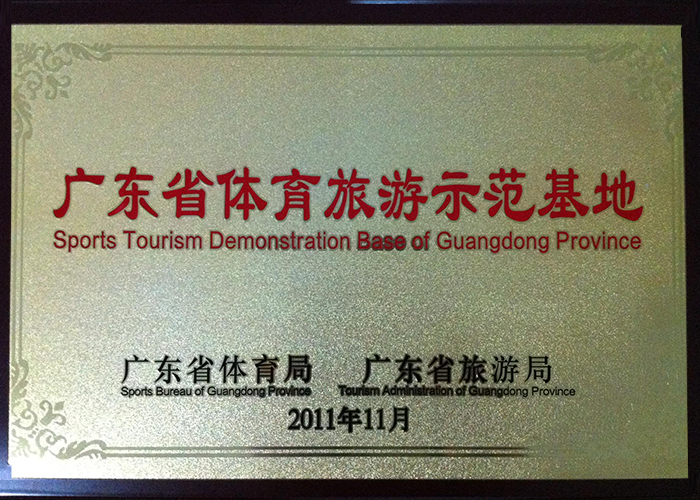 广东省体育旅游示范基地
Sports Tourism Demonstration Base of Guangdong Province
广东省体育局 广东省旅游局
Sports Bureau of Guangdong Province Tourism Administration of Guangdong Province
2011年11月